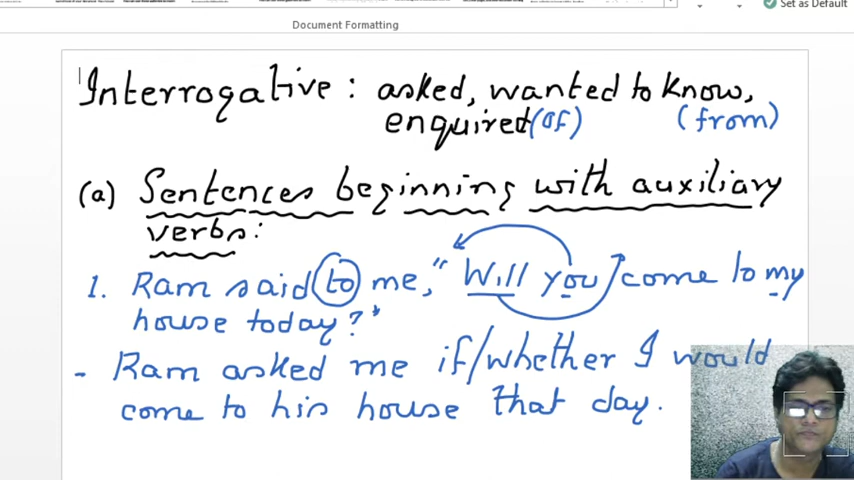 Set as Default
Document Formatting
Interrogative : asked, wanted to know,
enquired (of) (from)
(a) Sentences beginning with auxiliary
verbs:
1. Ram said to me, " Will you come to my
house today?"
- Ram asked me if/whether I would
come to his house that day.